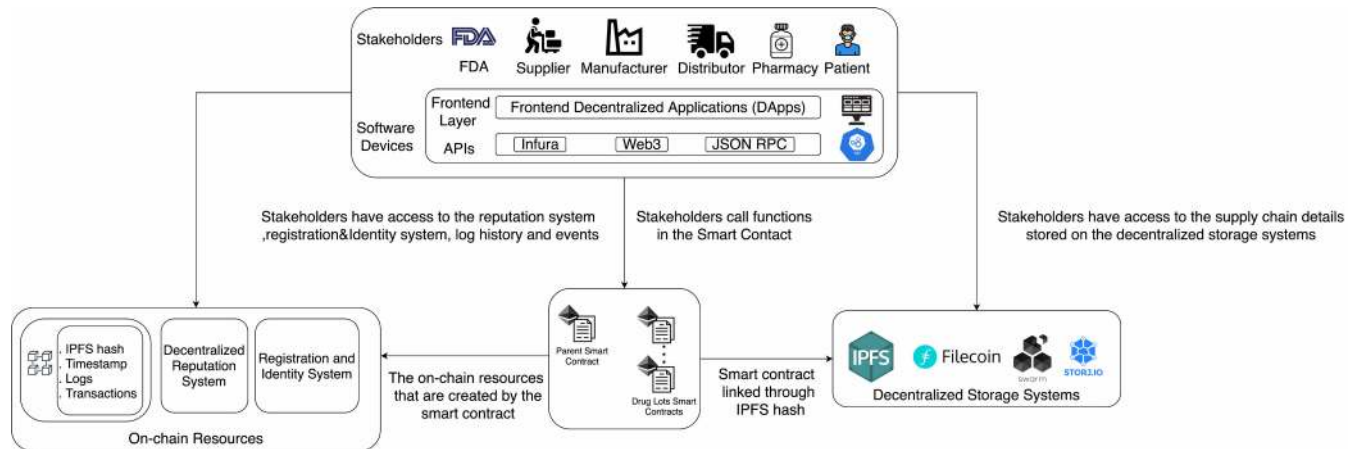 Stakeholders
FDA
FDA
Supplier
Manufacturer
Distributor
Pharmacy
Patient
Software
Devices
Frontend
Layer
Frontend Decentralized Applications (DApps)
APIs
Infura
Web3
JSON RPC
Stakeholders have access to the reputation system
,registration&Identity system, log history and events
Stakeholders call functions
in the Smart Contact
Stakeholders have access to the supply chain details
stored on the decentralized storage systems
. IPFS hash
. Timestamp
. Logs
. Transactions
Decentralized
Reputation
System
Registration and
Identity System
On-chain Resources
The on-chain resources
that are created by the
smart contract
Parent Smart
Contract
Drug Lots Smart
Contracts
Smart contract
linked through
IPFS hash
IPFS
Filecoin
swarm
STORJ.IO
Decentralized Storage Systems